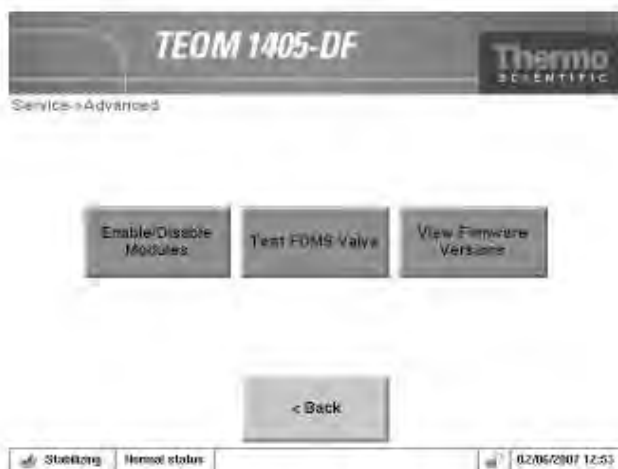 TEOM 1405-DF
Thermo
SCIENTIFIC
Service->Advanced
Enable/Disable
Modules
Test FDMS Valve
View Firmware
Versions
< Back
Stabilizing
Normal status
02/06/2007 12:53